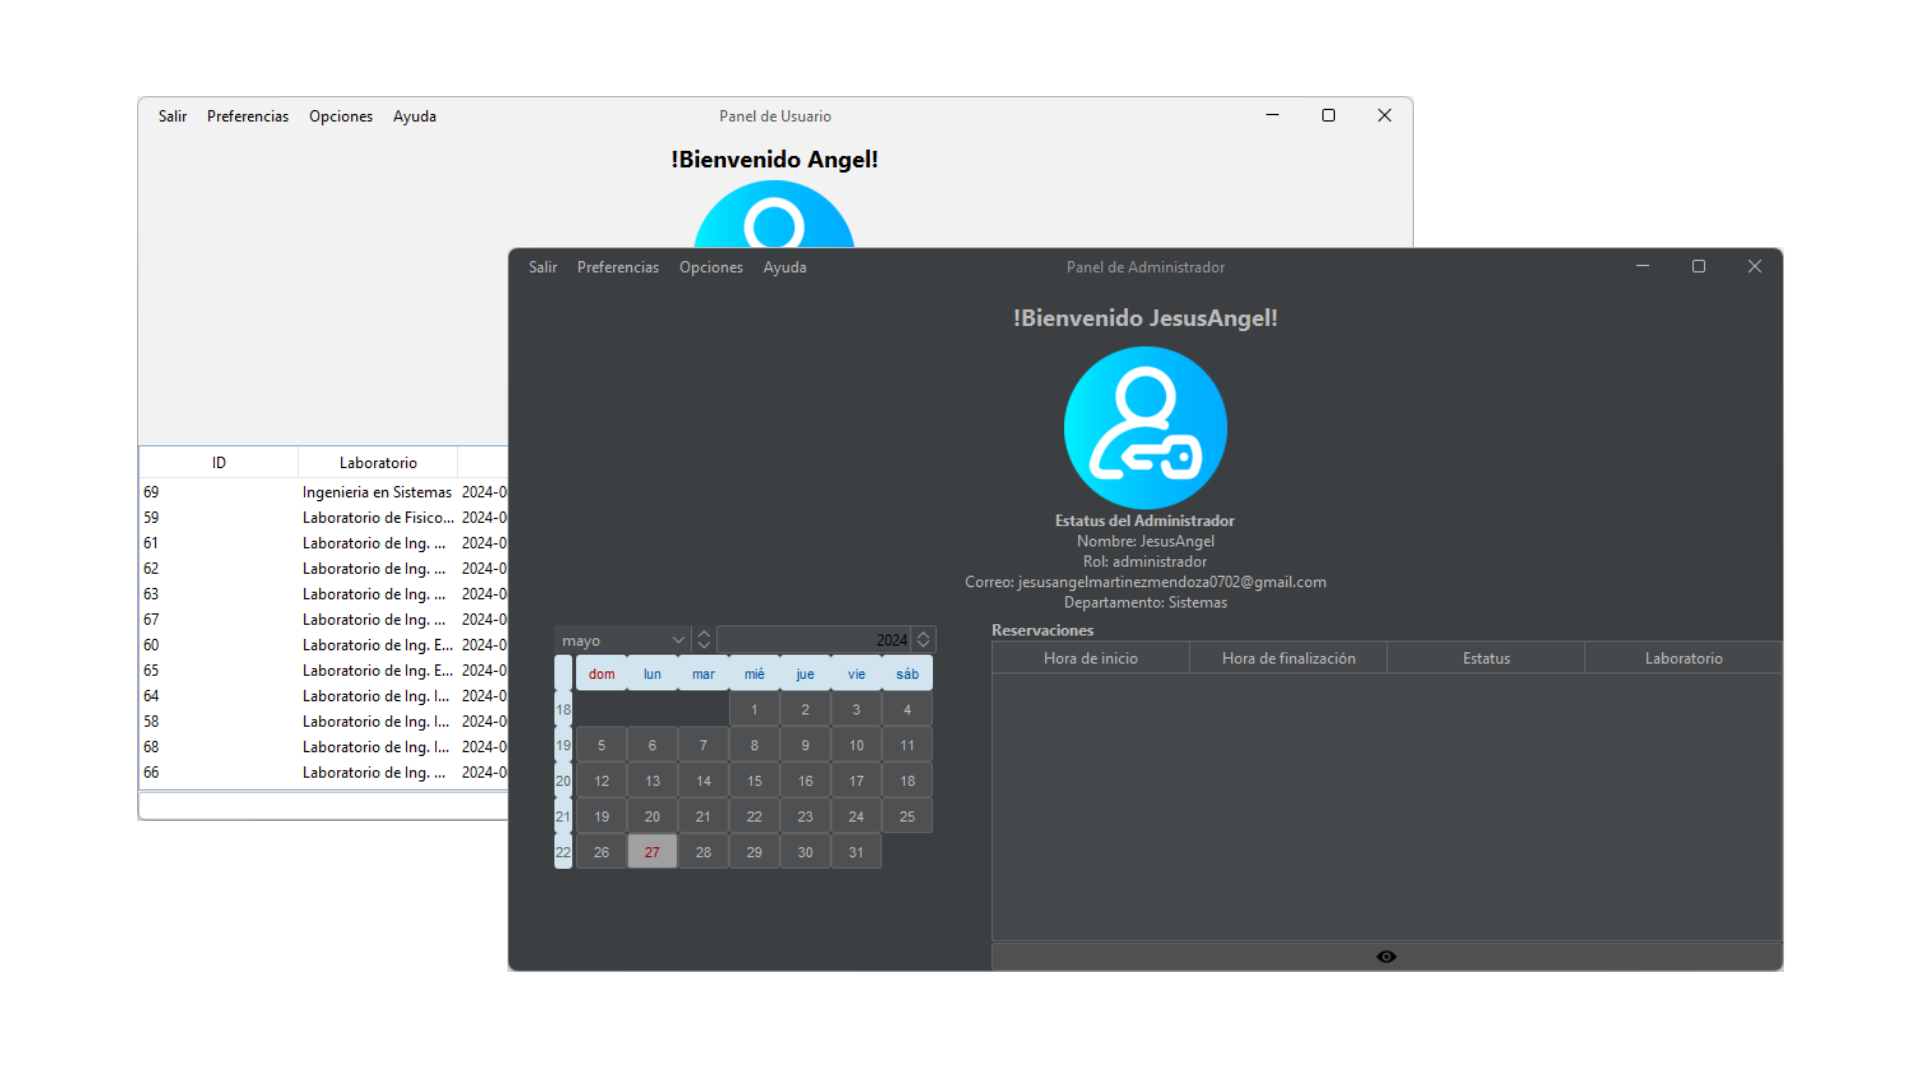 Salir Preferencias Opciones Ayuda Panel de Usuario
!Bienvenido Angel!
ID Laboratorio
69 Ingenieria en Sistemas 2024-0
59 Laboratorio de Fisico... 2024-0
61 Laboratorio de Ing. ... 2024-0
62 Laboratorio de Ing. ... 2024-0
63 Laboratorio de Ing. ... 2024-0
67 Laboratorio de Ing. ... 2024-0
60 Laboratorio de Ing. E... 2024-0
65 Laboratorio de Ing. E... 2024-0
64 Laboratorio de Ing. I... 2024-0
58 Laboratorio de Ing. I... 2024-0
68 Laboratorio de Ing. I... 2024-0
66 Laboratorio de Ing. ... 2024-0
Salir Preferencias Opciones Ayuda Panel de Administrador
!Bienvenido JesusAngel!
Estatus del Administrador
Nombre: JesusAngel
Rol: administrador
Correo: jesusangelmartinezmendoza0702@gmail.com
Departamento: Sistemas
mayo 2024
dom lun mar mié jue vie sáb
18 1 2 3 4
19 5 6 7 8 9 10 11
20 12 13 14 15 16 17 18
21 19 20 21 22 23 24 25
22 26 27 28 29 30 31
Reservaciones
Hora de inicio Hora de finalización Estatus Laboratorio